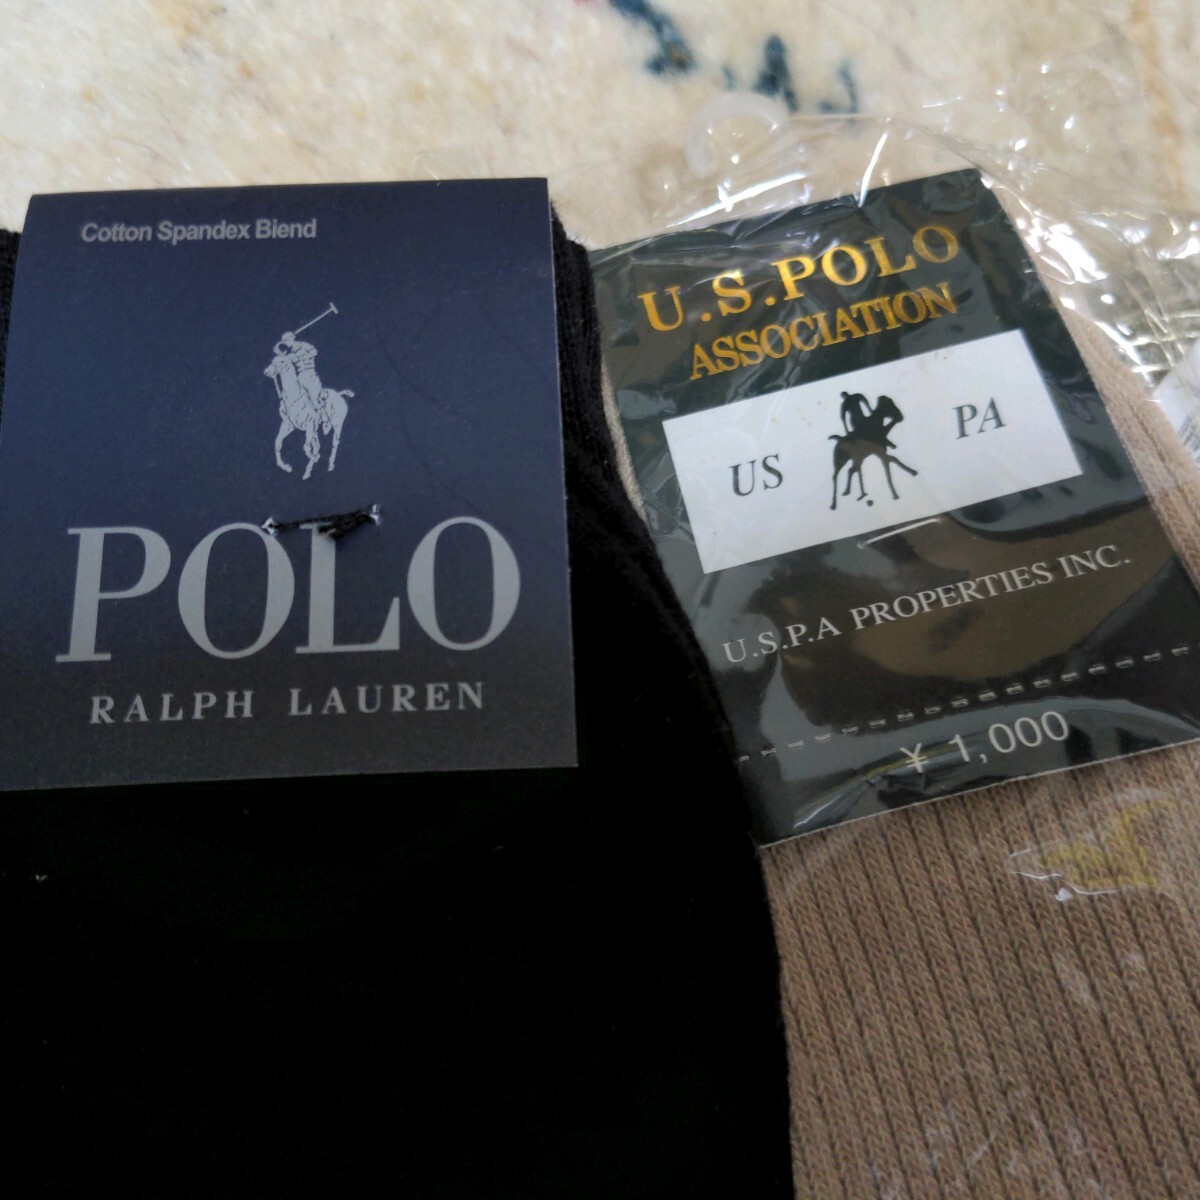 Cotton Spandex Biend
POLO
RALPH LAUREN
U.S.POLO
ASSOCIATION
US PA
U.S.P.A PROPERTIES INC.
¥ 1,000